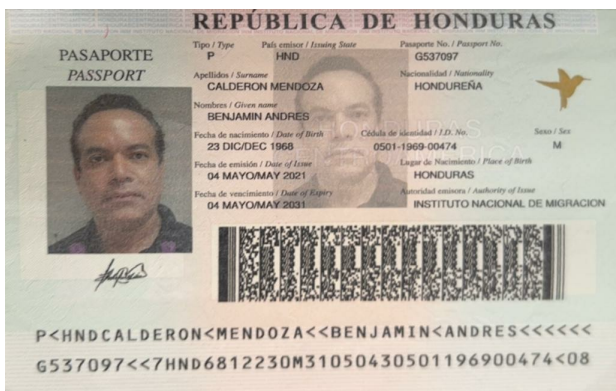 REPÚBLICA DE HONDURAS
PASAPORTE
PASSPORT
Tipo / Type País emisor / Issuing State Pasaporte No. / Passport No.
P HND G537097
Apellidos / Surname Nacionalidad / Nationality
CALDERON MENDOZA HONDUREÑA
Nombres / Given name
BENJAMIN ANDRES
Fecha de nacimiento / Date of Birth Cédula de identidad / I.D. No. Sexo / Sex
23 DIC/DEC 1968 0501-1969-00474 M
Fecha de emisión / Date of Issue Lugar de Nacimiento / Place of Birth
04 MAYO/MAY 2021 HONDURAS
Fecha de vencimiento / Date of Expiry Autoridad emisora / Authority of Issue
04 MAYO/MAY 2031 INSTITUTO NACIONAL DE MIGRACION
P<HNDCALDERON<MENDOZA<<BENJAMIN<ANDRES<<<<<<
G537097<<7HND6812230M31050430501196900474<08